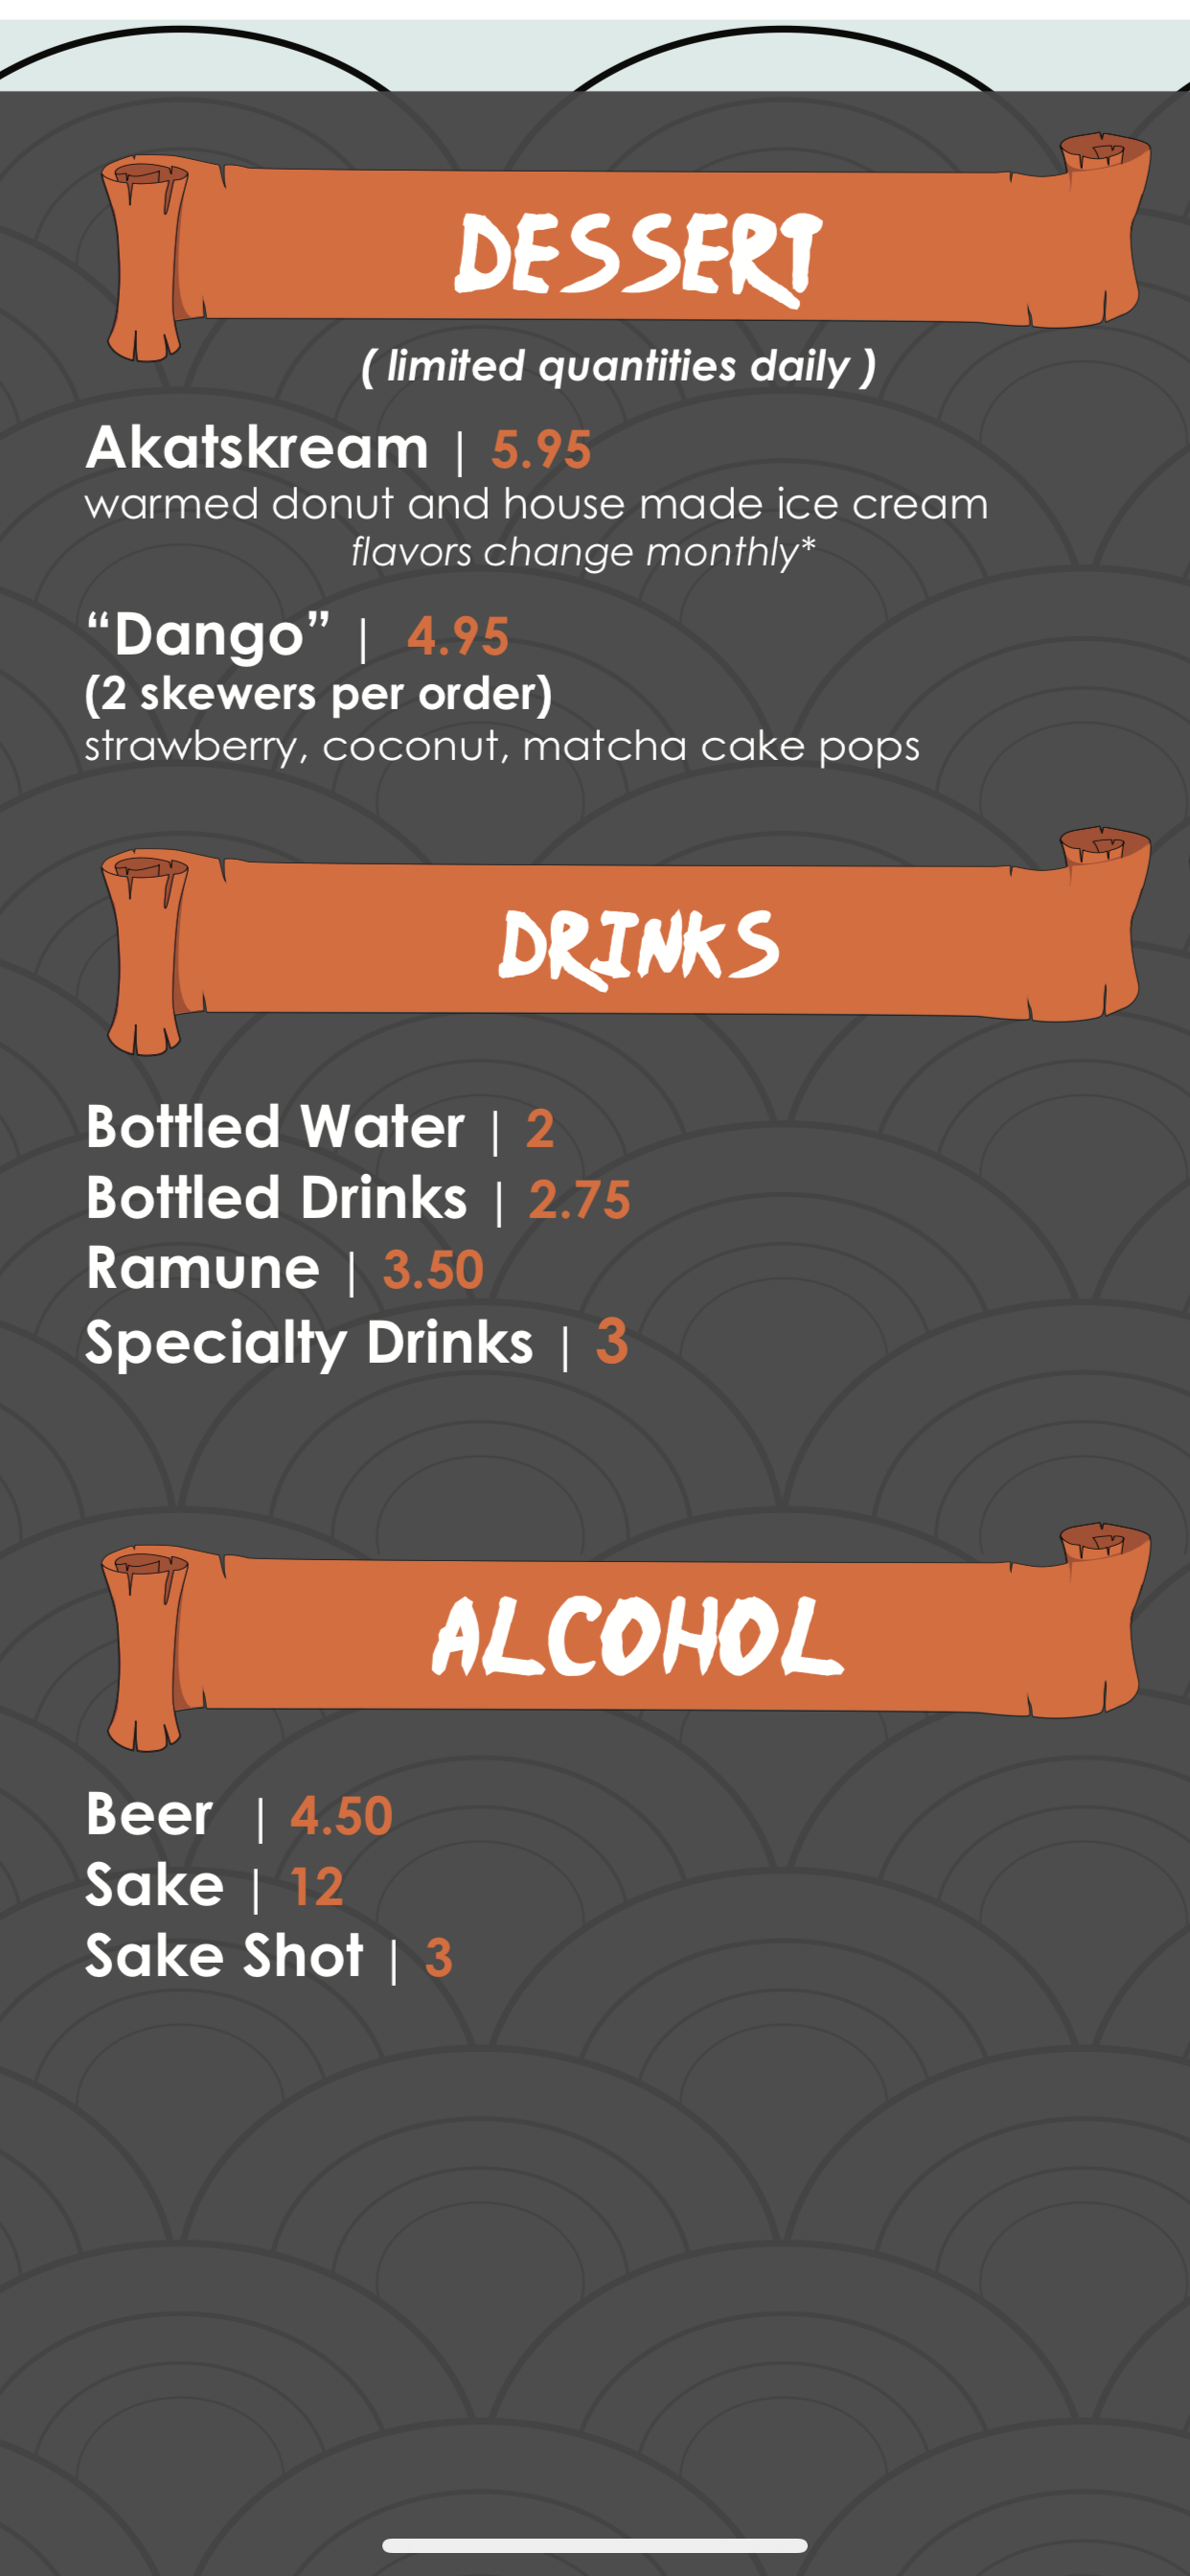 DESSERT
( limited quantities daily )
Akatskream | 5.95
warmed donut and house made ice cream
flavors change monthly*
“Dango” | 4.95
(2 skewers per order)
strawberry, coconut, matcha cake pops
DRINKS
Bottled Water | 2
Bottled Drinks | 2.75
Ramune | 3.50
Specialty Drinks | 3
ALCOHOL
Beer | 4.50
Sake | 12
Sake Shot | 3